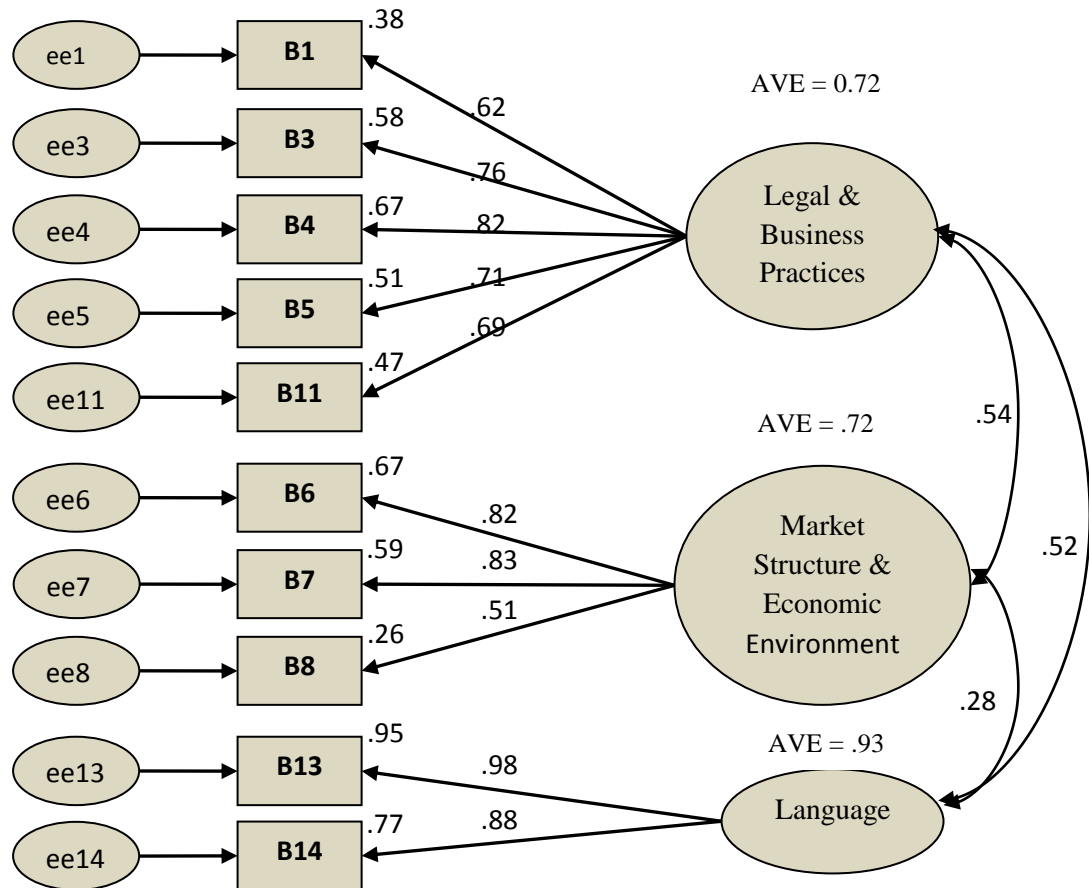 ee1
B1
.38
ee3
B3
.58
ee4
B4
.67
ee5
B5
.51
ee11
B11
.47
.62
.76
.82
.71
.69
AVE = 0.72
Legal &
Business
Practices
ee6
B6
.67
ee7
B7
.59
ee8
B8
.26
.82
.83
.51
AVE = .72
Market
Structure &
Economic
Environment
.54
.52
.28
ee13
B13
.95
ee14
B14
.77
.98
.88
AVE = .93
Language